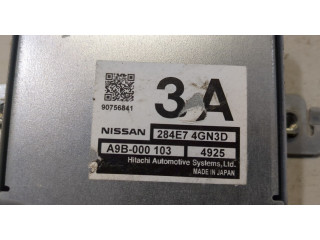 3A
90756841
NISSAN 284E7 4GN3D
A9B-000 103 4925
Hitachi Automotive Systems,Ltd.
MADE IN JAPAN